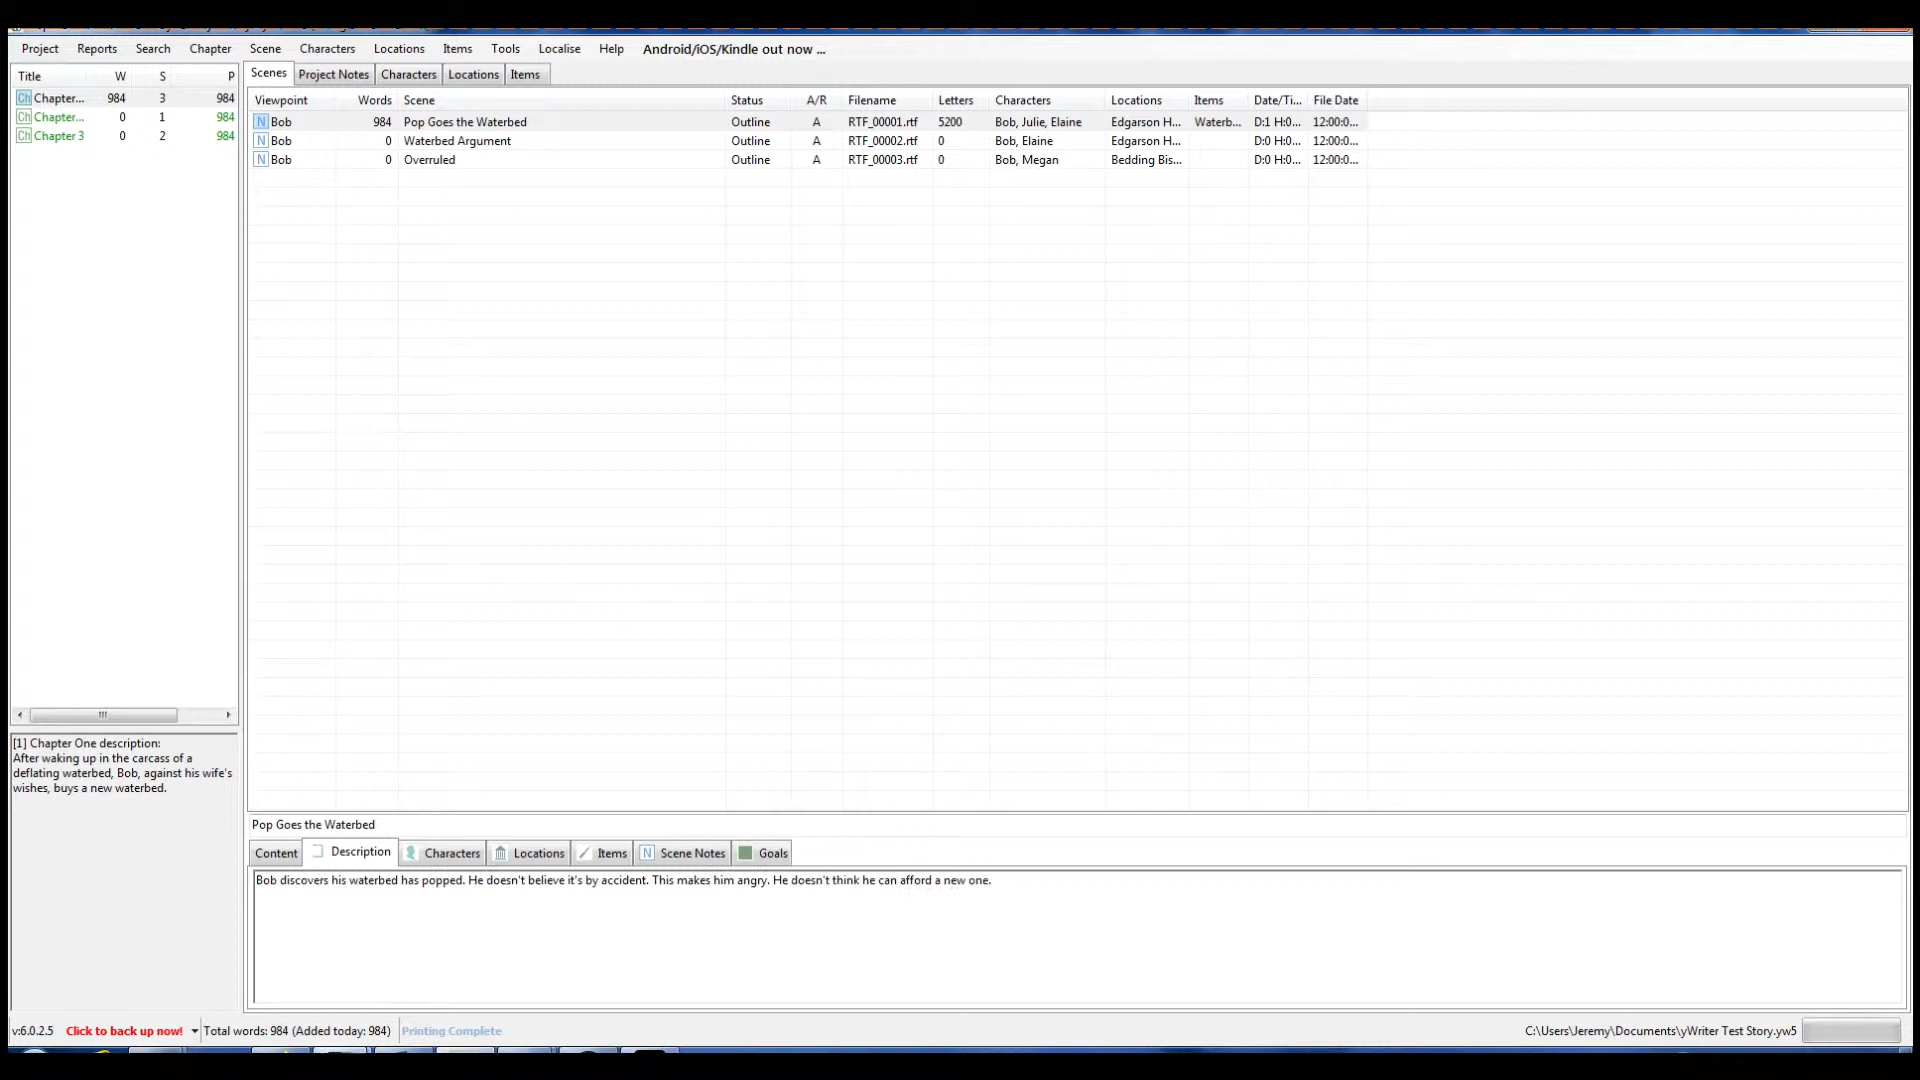 Project Reports Search Chapter Scene Characters Locations Items Tools Localise Help Android/iOS/Kindle out now ...
Title W S P
Ch Chapter... 984 3 984
Ch Chapter... 0 1 984
Ch Chapter 3 0 2 984
Scenes Project Notes Characters Locations Items
Viewpoint Words Scene Status A/R Filename Letters Characters Locations Items Date/Ti... File Date
N Bob 984 Pop Goes the Waterbed Outline A RTF_00001.rtf 5200 Bob, Julie, Elaine Edgarson H... Waterb... D:1 H:0... 12:00:0...
N Bob 0 Waterbed Argument Outline A RTF_00002.rtf 0 Bob, Elaine Edgarson H... D:0 H:0... 12:00:0...
N Bob 0 Overruled Outline A RTF_00003.rtf 0 Bob, Megan Bedding Bis... D:0 H:0... 12:00:0...
[1] Chapter One description:
After waking up in the carcass of a
deflating waterbed, Bob, against his wife's
wishes, buys a new waterbed.
Pop Goes the Waterbed
Content Description Characters Locations Items N Scene Notes Goals
Bob discovers his waterbed has popped. He doesn't believe it's by accident. This makes him angry. He doesn't think he can afford a new one.
v:6.0.2.5 Click to back up now! Total words: 984 (Added today: 984) Printing Complete C:\Users\Jeremy\Documents\yWriter Test Story.yw5